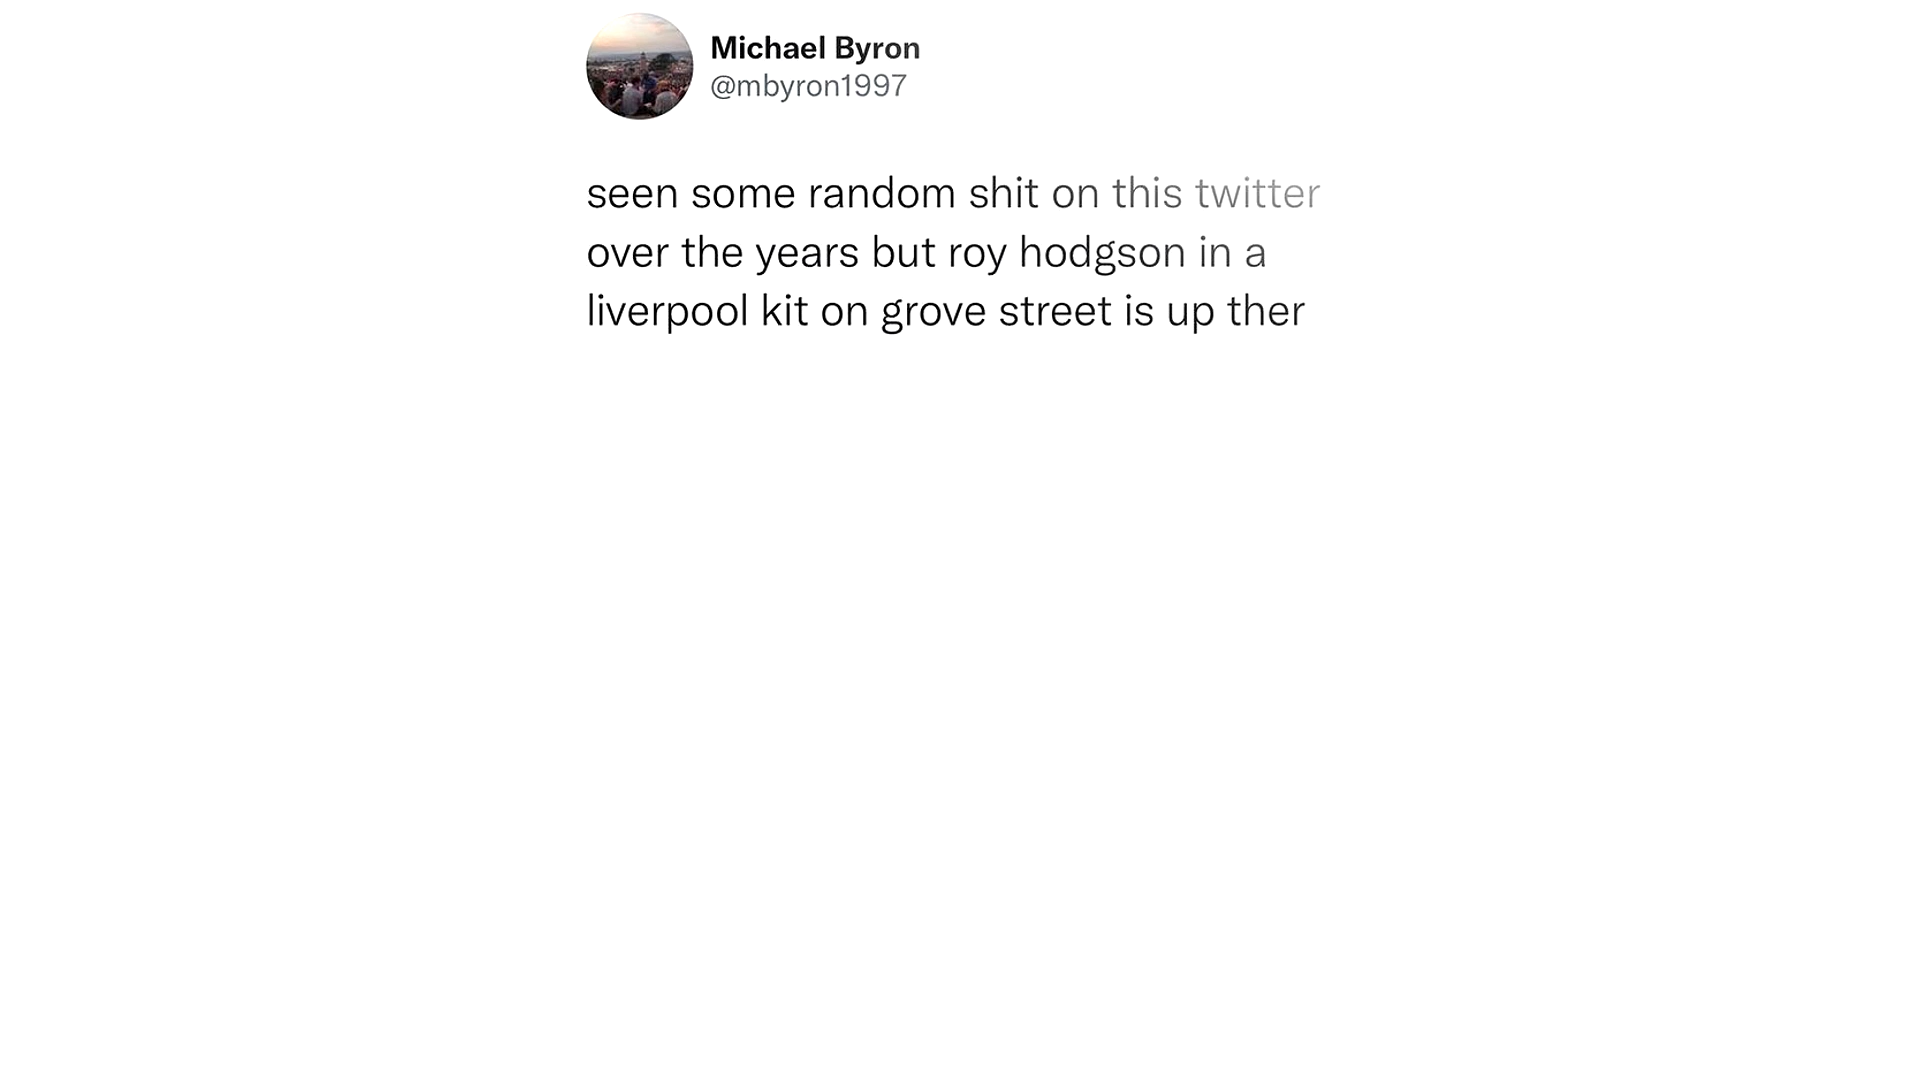 Michael Byron
@mbyron1997
seen some random shit on this twitter
over the years but roy hodgson in a
liverpool kit on grove street is up ther